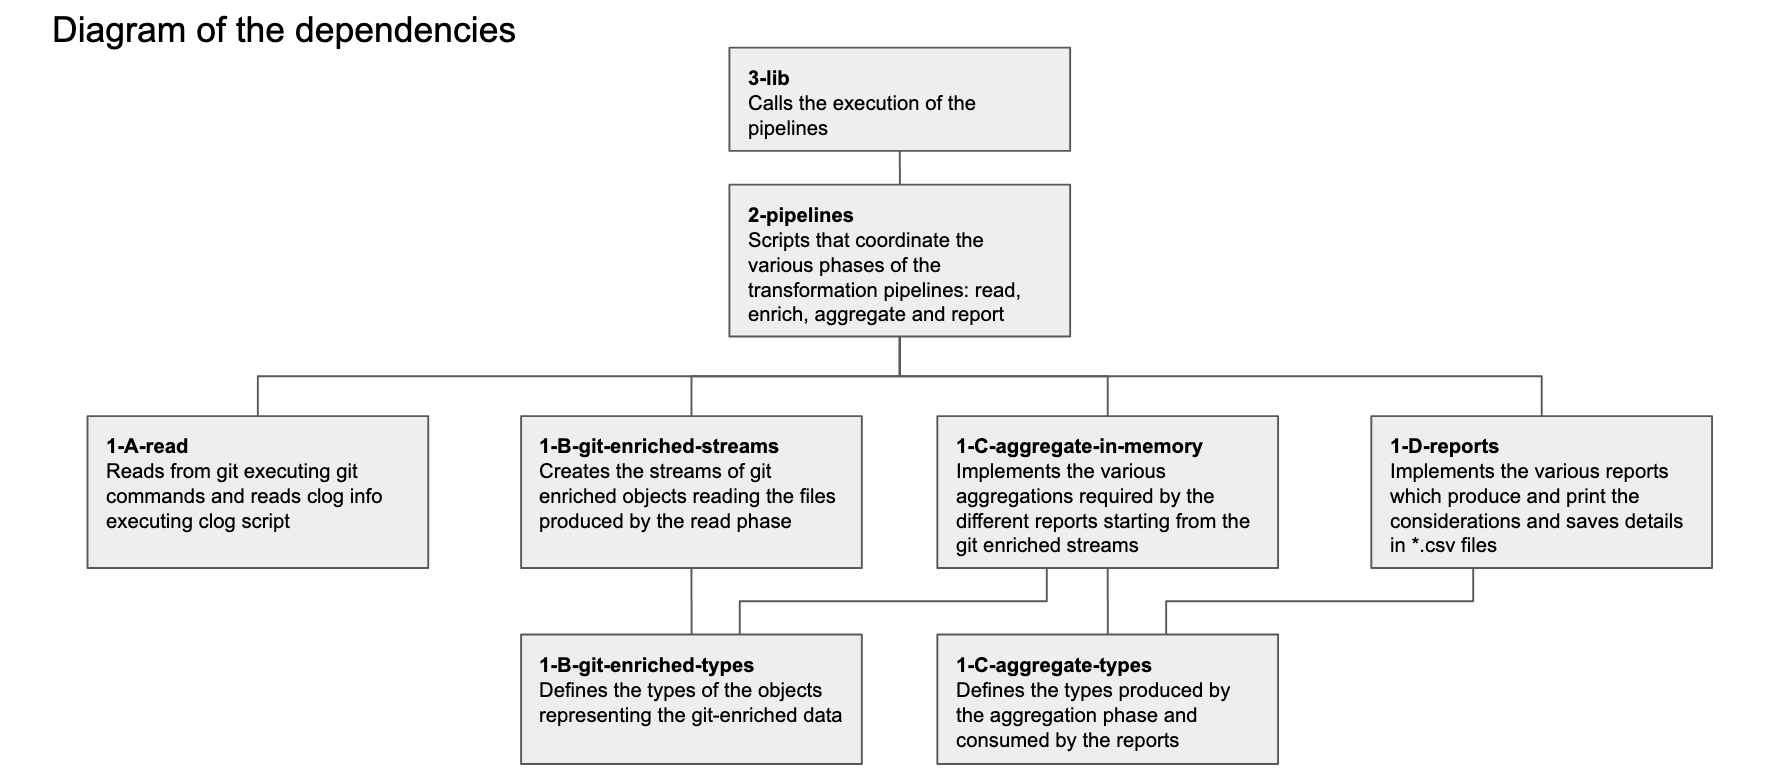 Diagram of the dependencies
3-lib
Calls the execution of the
pipelines
2-pipelines
Scripts that coordinate the
various phases of the
transformation pipelines: read,
enrich, aggregate and report
1-A-read
Reads from git executing git
commands and reads clog info
executing clog script
1-B-git-enriched-streams
Creates the streams of git
enriched objects reading the files
produced by the read phase
1-C-aggregate-in-memory
Implements the various
aggregations required by the
different reports starting from the
git enriched streams
1-D-reports
Implements the various reports
which produce and print the
considerations and saves details
in *.csv files
1-B-git-enriched-types
Defines the types of the objects
representing the git-enriched data
1-C-aggregate-types
Defines the types produced by
the aggregation phase and
consumed by the reports